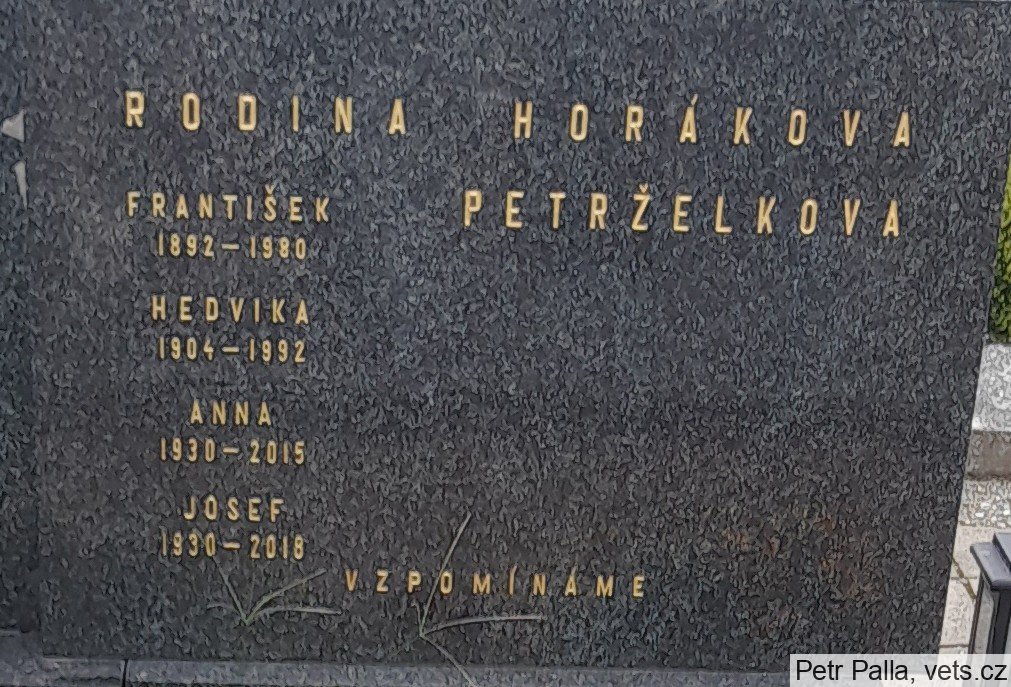 RODINA HORÁKOVA
PETRŽELKOVA
FRANTIŠEK
1892–1980
HEDVIKA
1904–1992
ANNA
1930–2015
JOSEF
1930–2018
VZPOMÍNÁME
Petr Palla, vets.cz